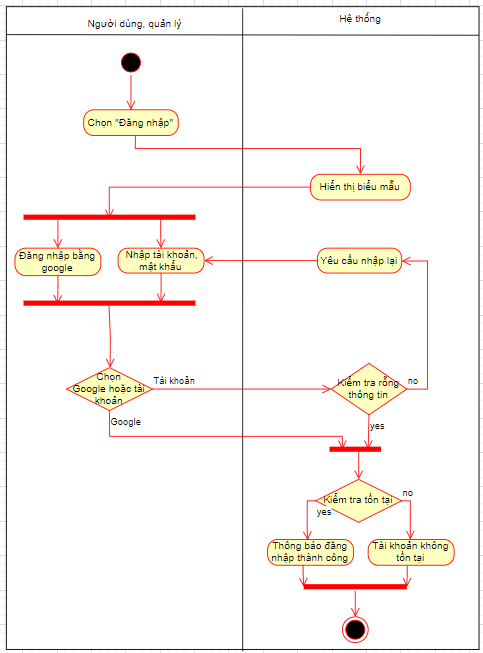 Người dùng, quản lý
Hệ thống
Chọn "Đăng nhập"
Hiển thị biểu mẫu
Đăng nhập bằng
google
Nhập tài khoản,
mật khẩu
Yêu cầu nhập lại
Chọn
Google hoặc tài
khoản
Tài khoản
Kiểm tra rỗng
thông tin
no
Google
yes
Kiểm tra tồn tại
no
yes
Thông báo đăng
nhập thành công
Tài khoản không
tồn tại